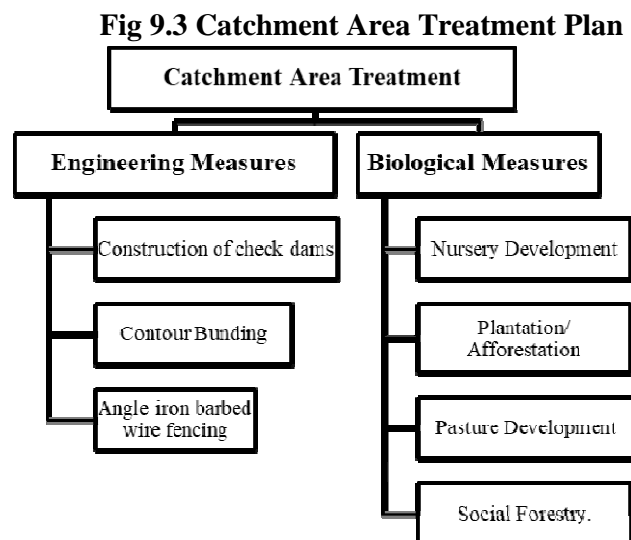 Fig 9.3 Catchment Area Treatment Plan
Catchment Area Treatment
Engineering Measures
Construction of check dams
Contour Bunding
Angle iron barbed
wire fencing
Biological Measures
Nursery Development
Plantation/
Afforestation
Pasture Development
Social Forestry.